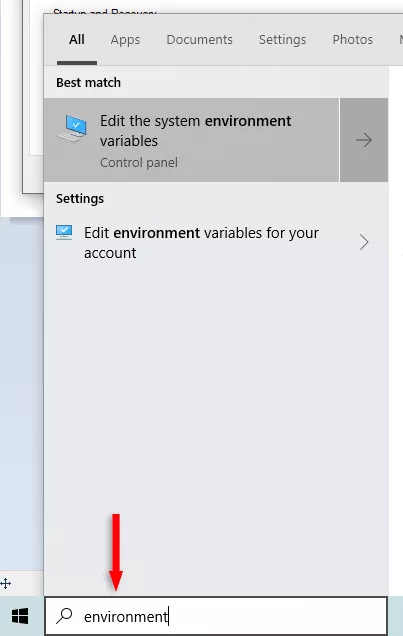 Startup and Recovery
All Apps Documents Settings Photos
Best match
Edit the system environment
variables
Control panel
Settings
Edit environment variables for your
account
environment